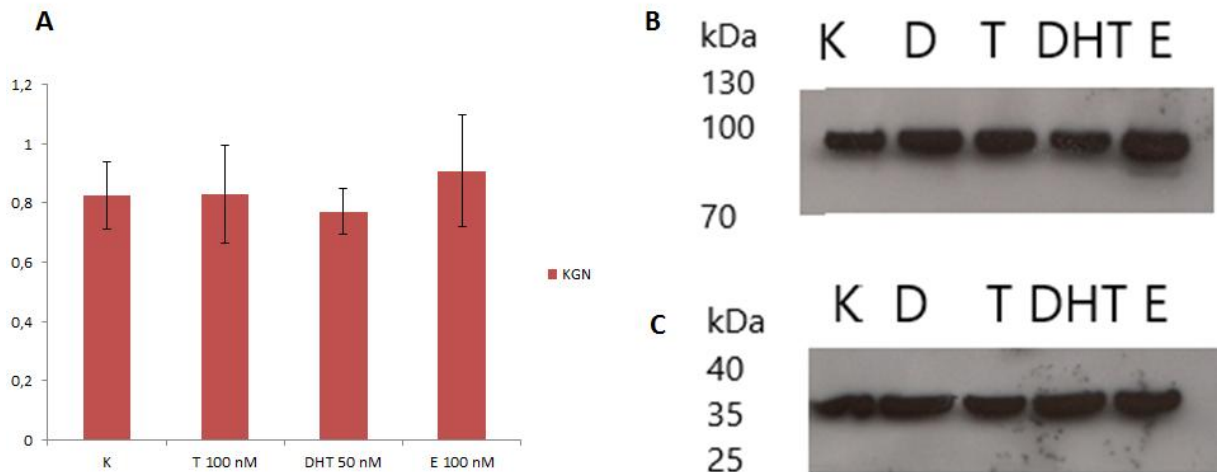 A
1,2
1
0,8
0,6
0,4
0,2
0
K T 100 nM DHT 50 nM E 100 nM
KGN
B
kDa K D T DHT E
130
100
70
C
kDa K D T DHT E
40
35
25